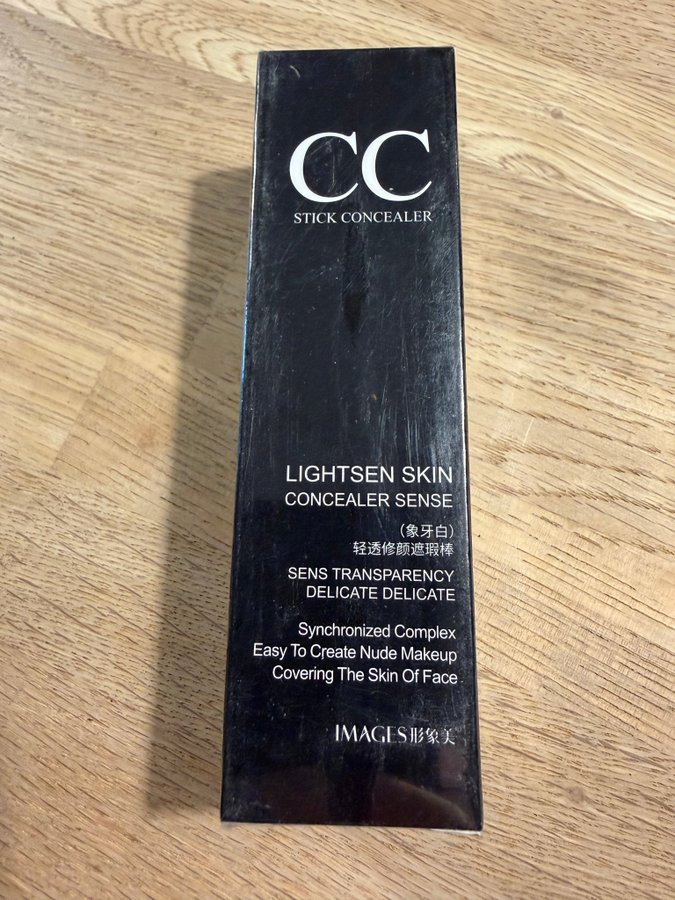 CC
STICK CONCEALER
LIGHTSEN SKIN
CONCEALER SENSE
（象牙白）
轻透修颜遮瑕棒
SENS TRANSPARENCY
DELICATE DELICATE
Synchronized Complex
Easy To Create Nude Makeup
Covering The Skin Of Face
IMAGES形象美